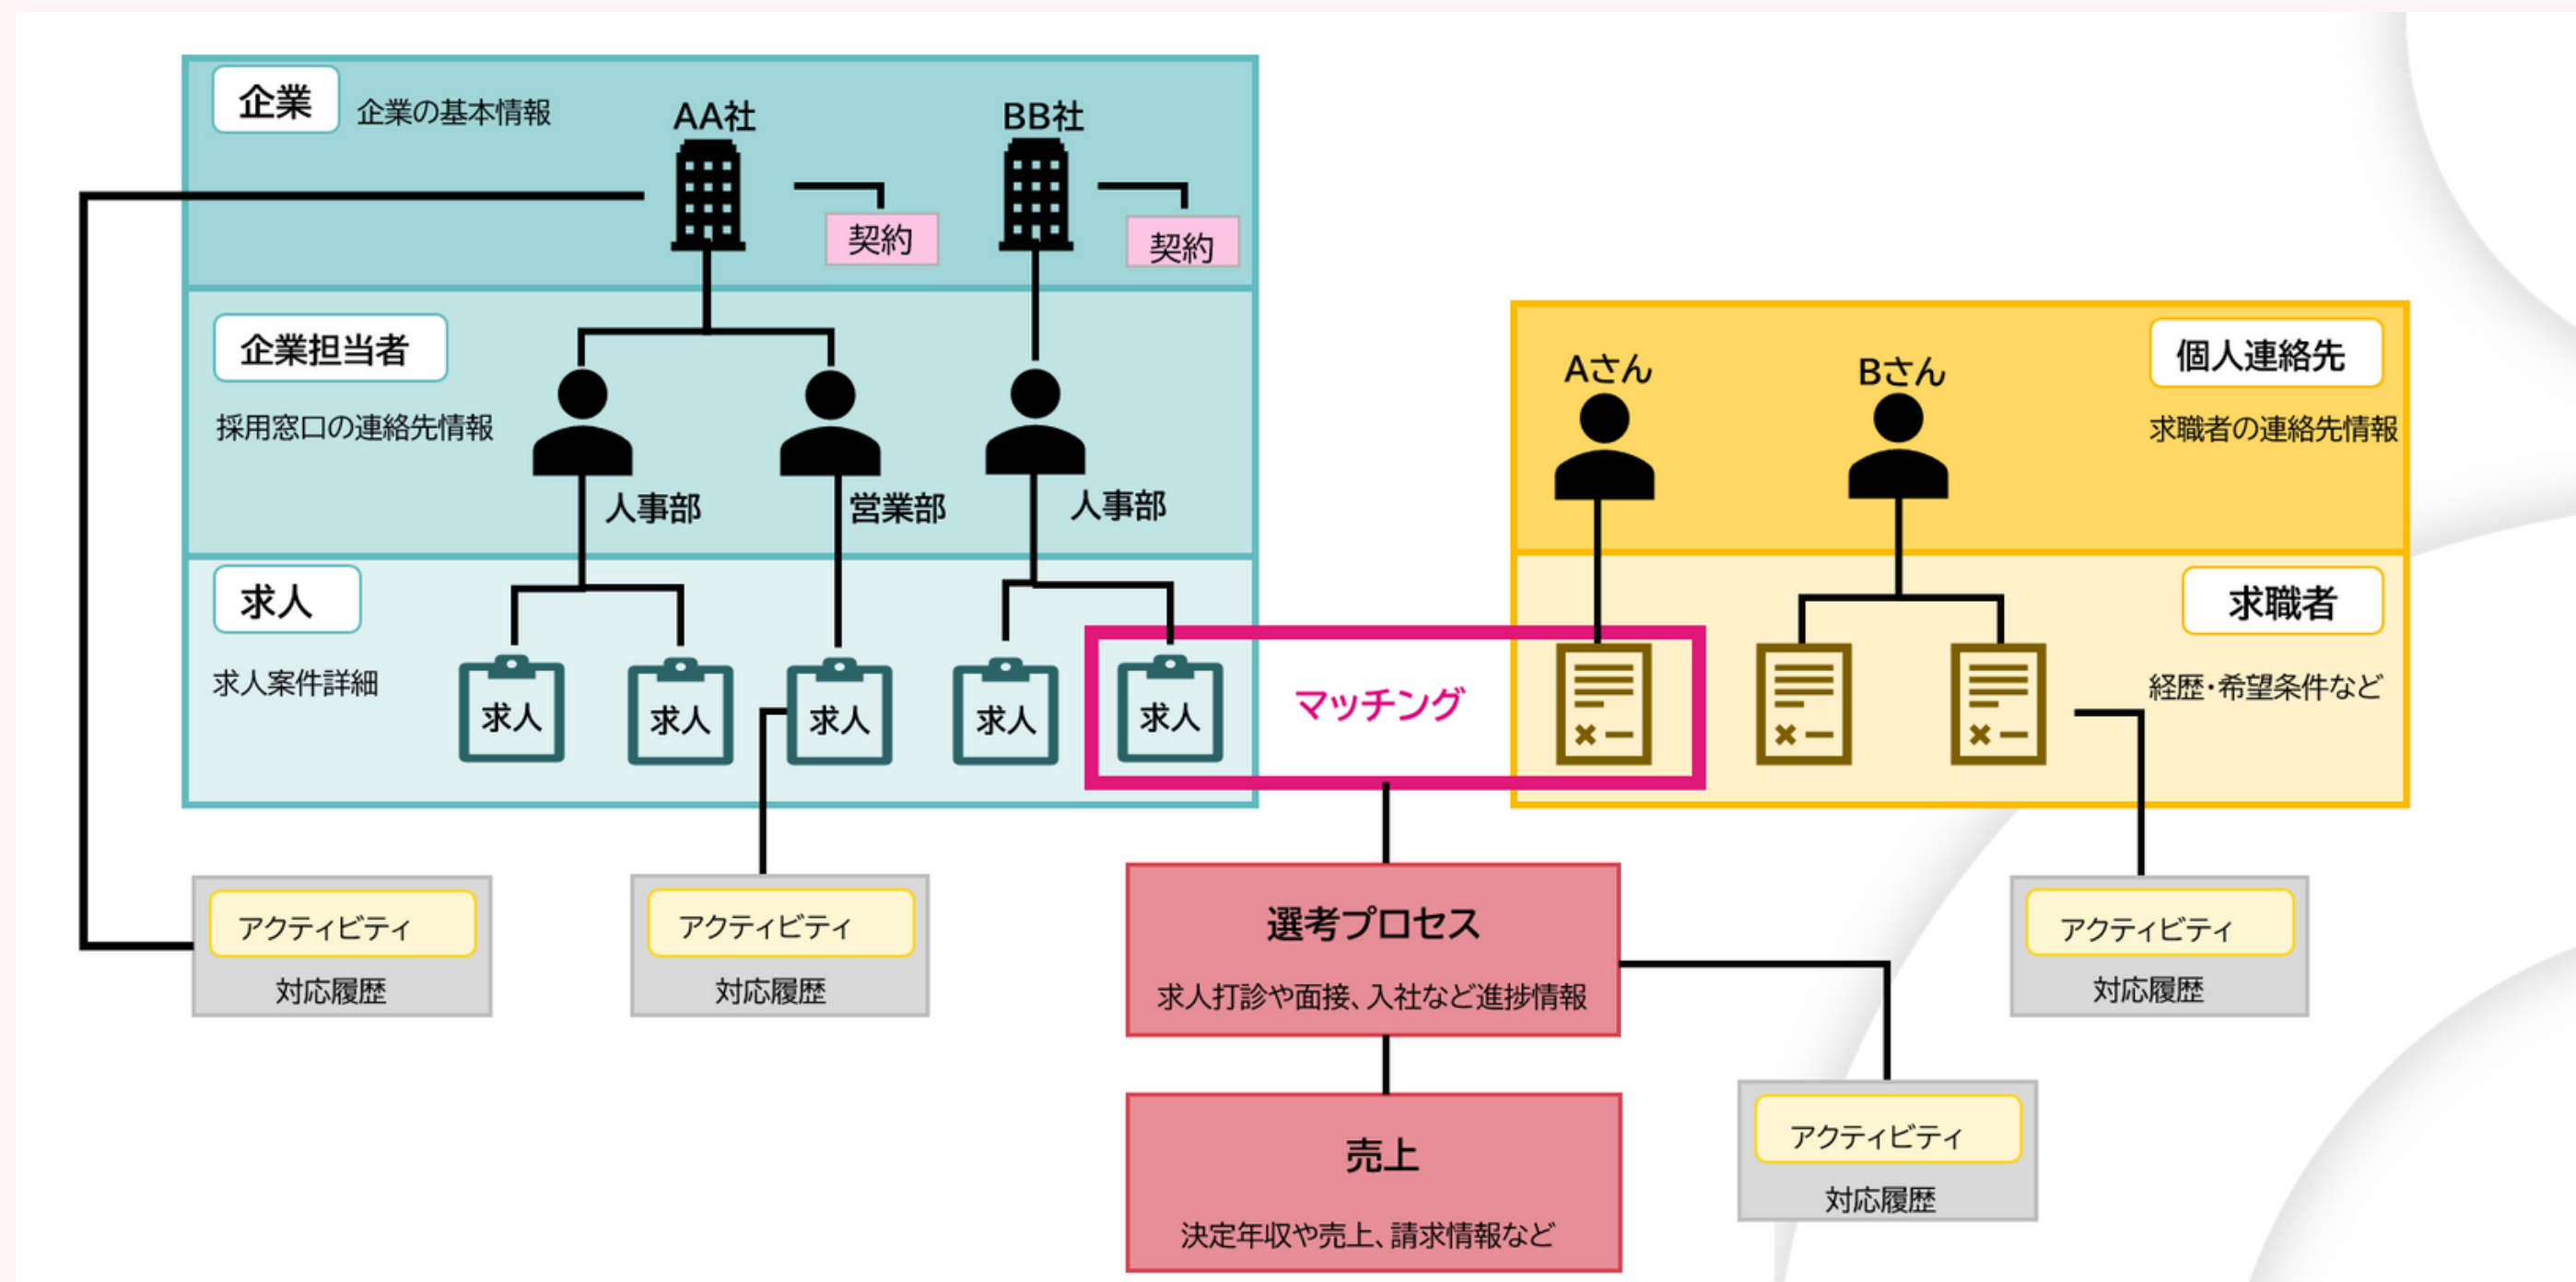 企業
企業の基本情報
AA社
BB社
契約
契約
企業担当者
採用窓口の連絡先情報
人事部
営業部
人事部
求人
求人案件詳細
求人
求人
求人
求人
求人
マッチング
Aさん
Bさん
個人連絡先
求職者の連絡先情報
求職者
経歴・希望条件など
アクティビティ
対応履歴
アクティビティ
対応履歴
選考プロセス
求人打診や面接、入社など進捗情報
アクティビティ
対応履歴
売上
決定年収や売上、請求情報など
アクティビティ
対応履歴